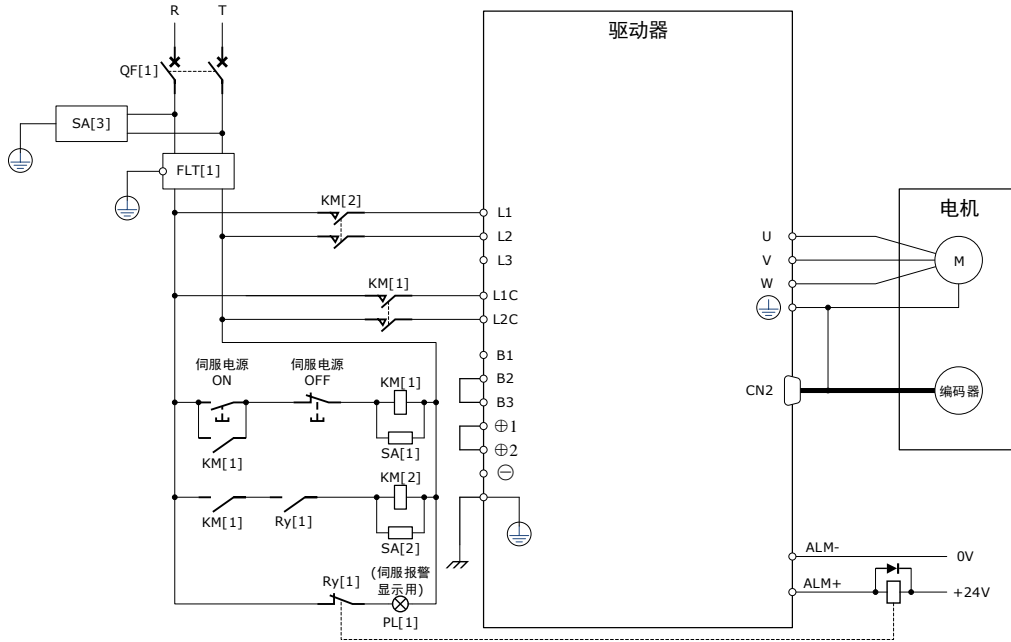 R
T
驱动器
QF[1]
SA[3]
FLT[1]
KM[2]
L1
L2
L3
KM[1]
L1C
L2C
U
V
W
电机
M
伺服电源
ON
伺服电源
OFF
KM[1]
B1
B2
B3
CN2
编码器
KM[1]
SA[1]
⊕1
⊕2
⊖
KM[2]
KM[1]
Ry[1]
SA[2]
Ry[1]
(伺服报警
显示用)
PL[1]
ALM-
0V
ALM+
+24V